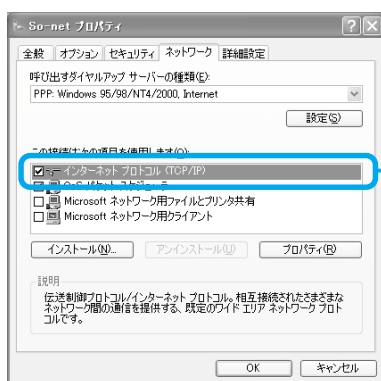 So-net プロパティ
全般 オプション セキュリティ ネットワーク 詳細設定
呼び出すダイヤルアップ サーバーの種類(E):
PPP: Windows 95/98/NT4/2000, Internet
設定(S)
この接続は次の項目を使用します(O):
インターネット プロトコル (TCP/IP)
QoS パケット スケジューラ
Microsoft ネットワーク用ファイルとプリンタ共有
Microsoft ネットワーク用クライアント
インストール(N)... アンインストール(U) プロパティ(R)
説明
伝送制御プロトコル/インターネット プロトコル。相互接続されたさまざまな
ネットワーク間の通信を提供する、既定のワイド エリア ネットワーク プロト
コルです。
OK キャンセル